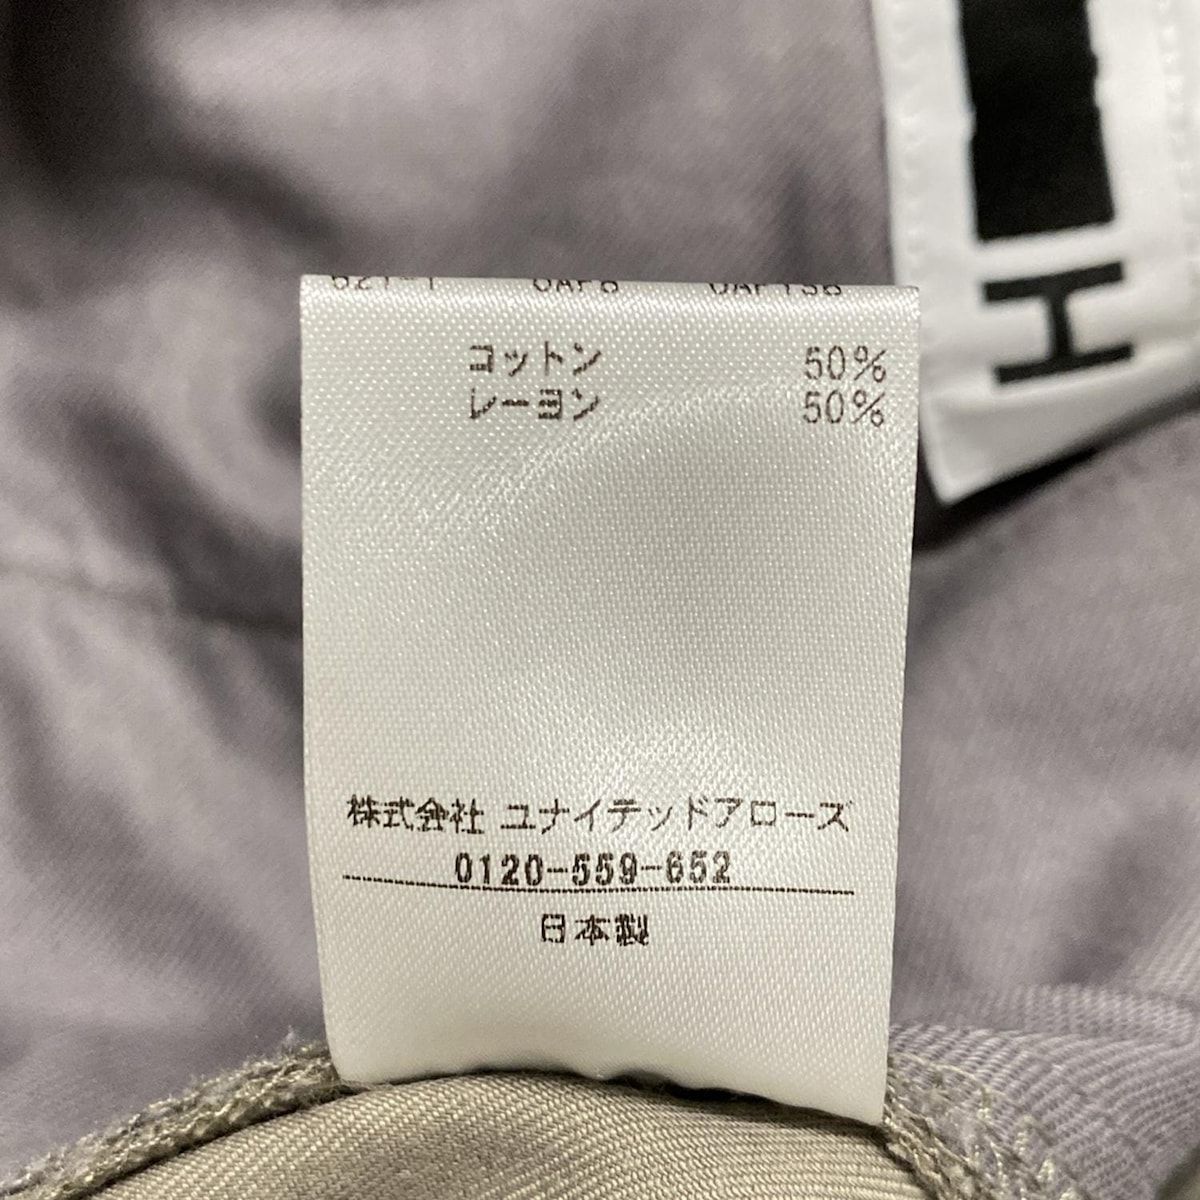 コットン 50%
レーヨン 50%
株式会社 ユナイテッドアローズ
0120-559-652
日本製
H